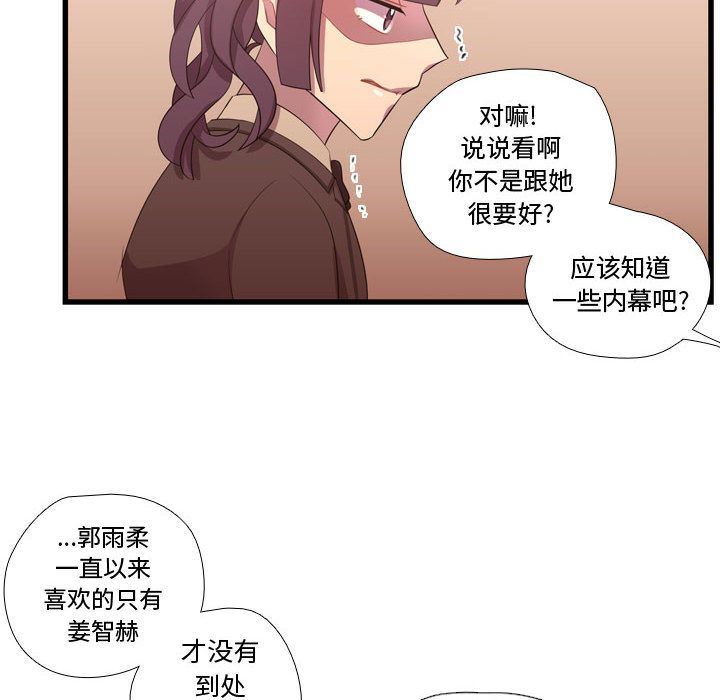 对嘛!
说说看啊
你不是跟她
很要好?
应该知道
一些内幕吧?
...郭雨柔
一直以来
喜欢的只有
姜智赫
才没有
到处